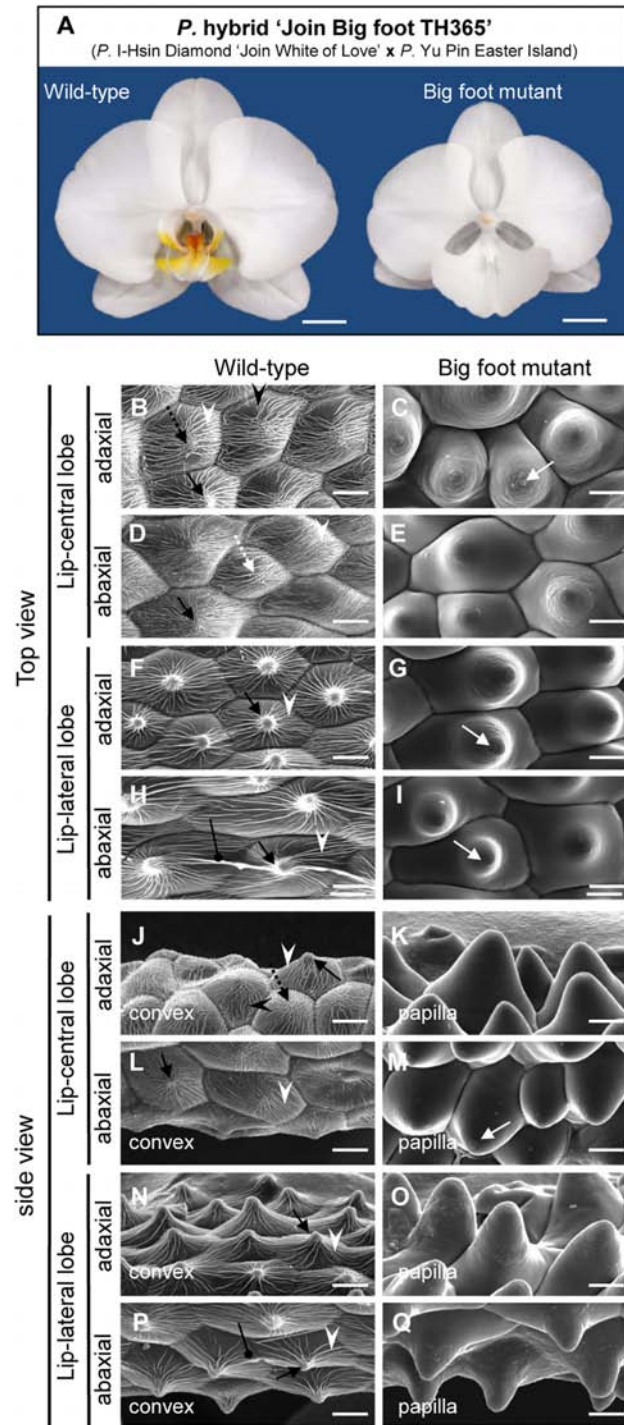 A
P. hybrid ‘Join Big foot TH365’
(P. I-Hsin Diamond ‘Join White of Love’ x P. Yu Pin Easter Island)
Wild-type
Big foot mutant
Wild-type
Big foot mutant
Top view
Lip-central lobe
adaxial
B
C
abaxial
D
E
Lip-lateral lobe
adaxial
F
G
abaxial
H
I
side view
Lip-central lobe
adaxial
J
convex
K
papilla
abaxial
L
convex
M
papilla
Lip-lateral lobe
adaxial
N
convex
O
papilla
abaxial
P
convex
Q
papilla